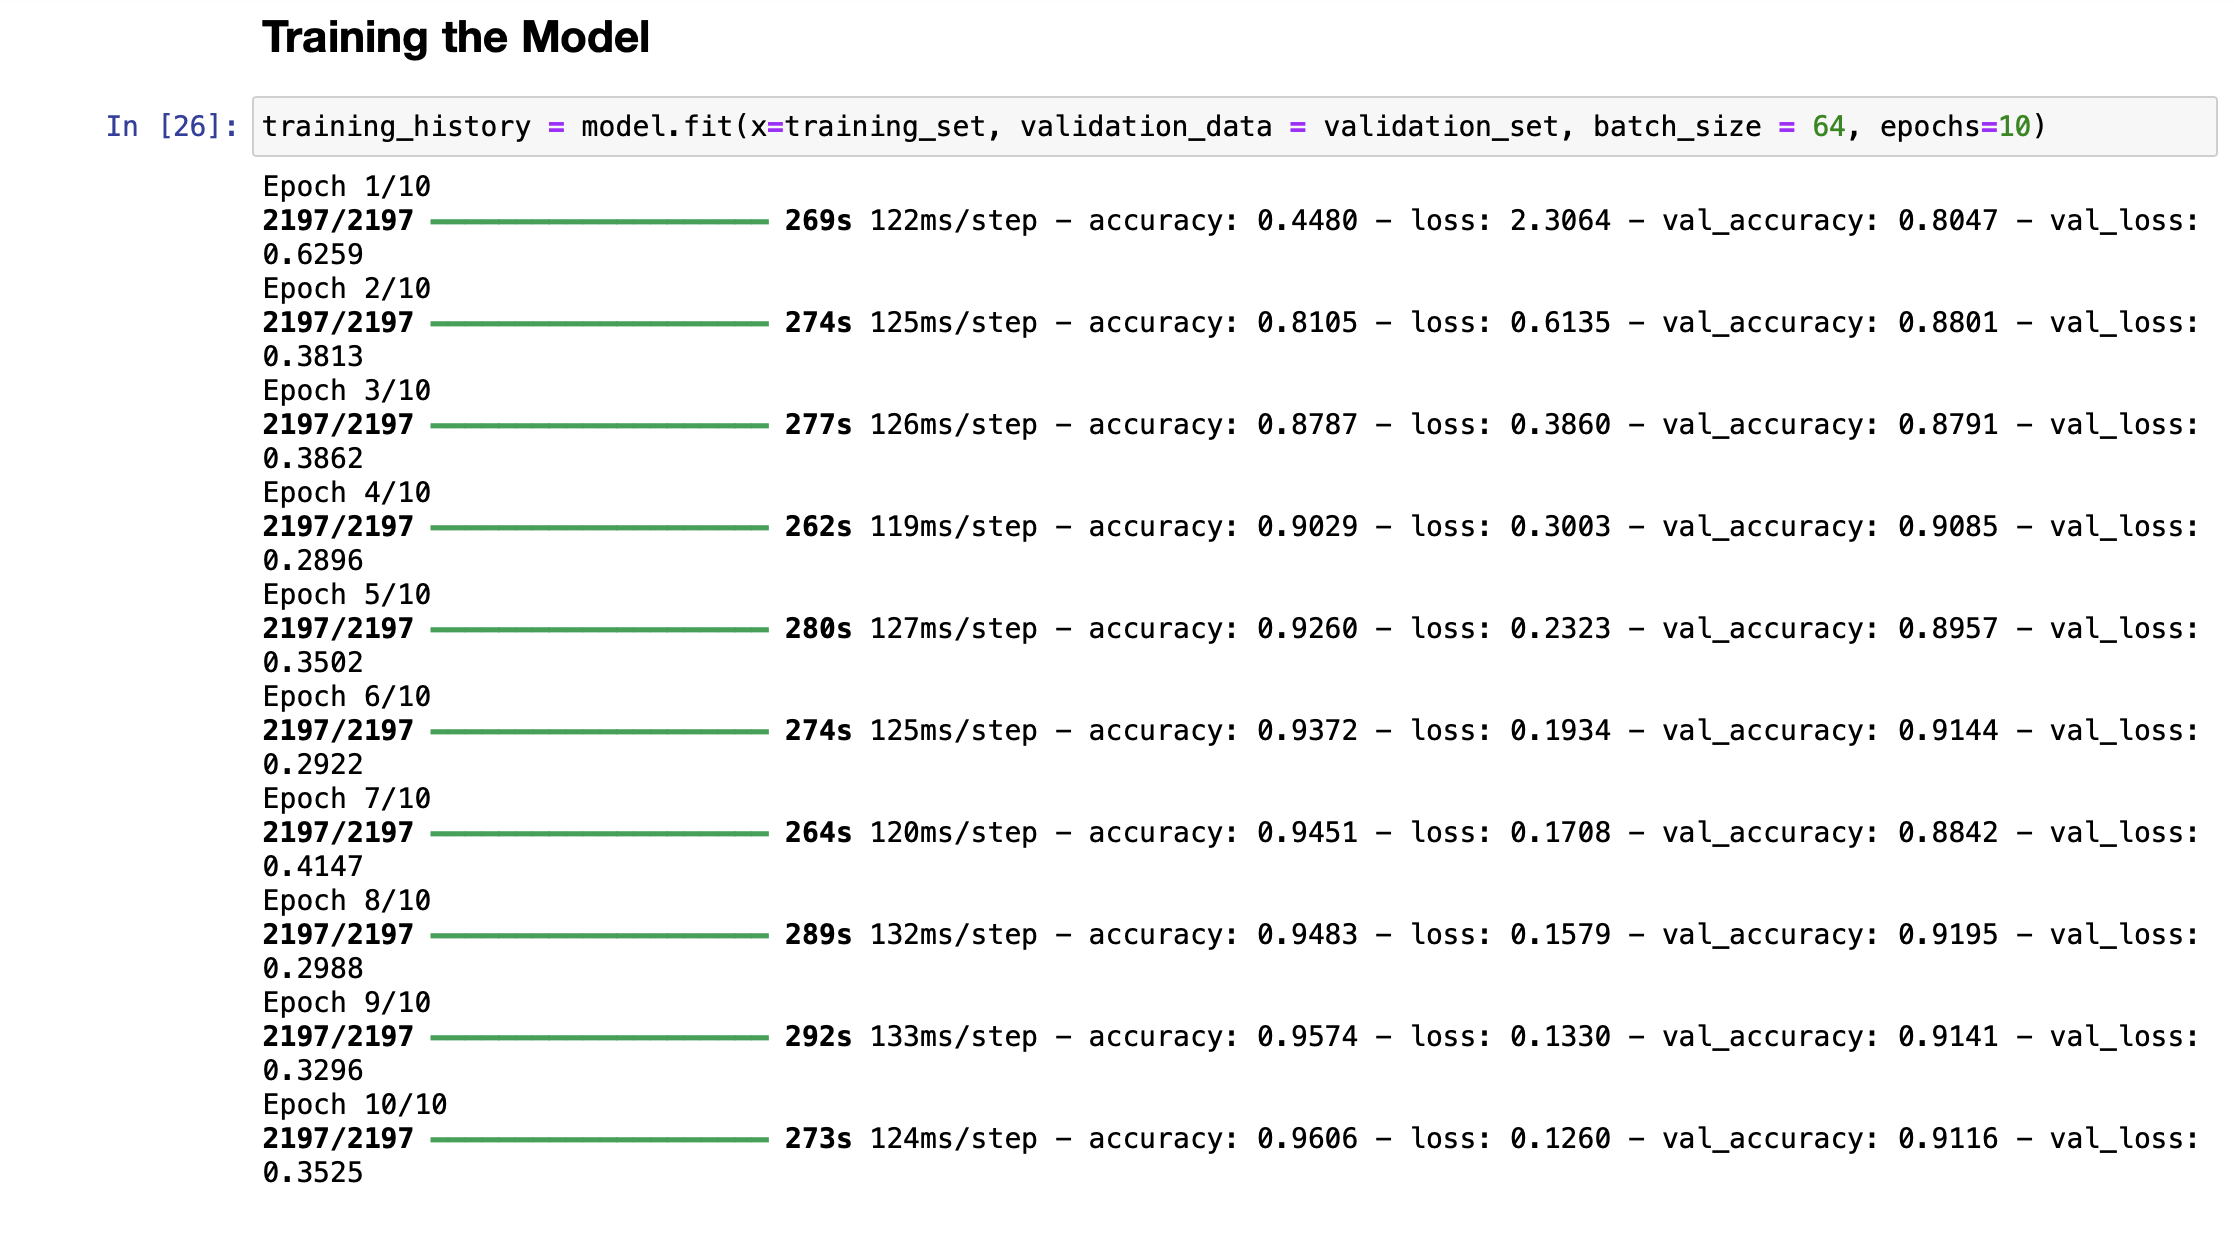 Training the Model
In [26]: training_history = model.fit(x=training_set, validation_data = validation_set, batch_size = 64, epochs=10)
Epoch 1/10
2197/2197 ━━━━━━━━━━━━━━━━━━━━ 269s 122ms/step - accuracy: 0.4480 - loss: 2.3064 - val_accuracy: 0.8047 - val_loss:
0.6259
Epoch 2/10
2197/2197 ━━━━━━━━━━━━━━━━━━━━ 274s 125ms/step - accuracy: 0.8105 - loss: 0.6135 - val_accuracy: 0.8801 - val_loss:
0.3813
Epoch 3/10
2197/2197 ━━━━━━━━━━━━━━━━━━━━ 277s 126ms/step - accuracy: 0.8787 - loss: 0.3860 - val_accuracy: 0.8791 - val_loss:
0.3862
Epoch 4/10
2197/2197 ━━━━━━━━━━━━━━━━━━━━ 262s 119ms/step - accuracy: 0.9029 - loss: 0.3003 - val_accuracy: 0.9085 - val_loss:
0.2896
Epoch 5/10
2197/2197 ━━━━━━━━━━━━━━━━━━━━ 280s 127ms/step - accuracy: 0.9260 - loss: 0.2323 - val_accuracy: 0.8957 - val_loss:
0.3502
Epoch 6/10
2197/2197 ━━━━━━━━━━━━━━━━━━━━ 274s 125ms/step - accuracy: 0.9372 - loss: 0.1934 - val_accuracy: 0.9144 - val_loss:
0.2922
Epoch 7/10
2197/2197 ━━━━━━━━━━━━━━━━━━━━ 264s 120ms/step - accuracy: 0.9451 - loss: 0.1708 - val_accuracy: 0.8842 - val_loss:
0.4147
Epoch 8/10
2197/2197 ━━━━━━━━━━━━━━━━━━━━ 289s 132ms/step - accuracy: 0.9483 - loss: 0.1579 - val_accuracy: 0.9195 - val_loss:
0.2988
Epoch 9/10
2197/2197 ━━━━━━━━━━━━━━━━━━━━ 292s 133ms/step - accuracy: 0.9574 - loss: 0.1330 - val_accuracy: 0.9141 - val_loss:
0.3296
Epoch 10/10
2197/2197 ━━━━━━━━━━━━━━━━━━━━ 273s 124ms/step - accuracy: 0.9606 - loss: 0.1260 - val_accuracy: 0.9116 - val_loss:
0.3525